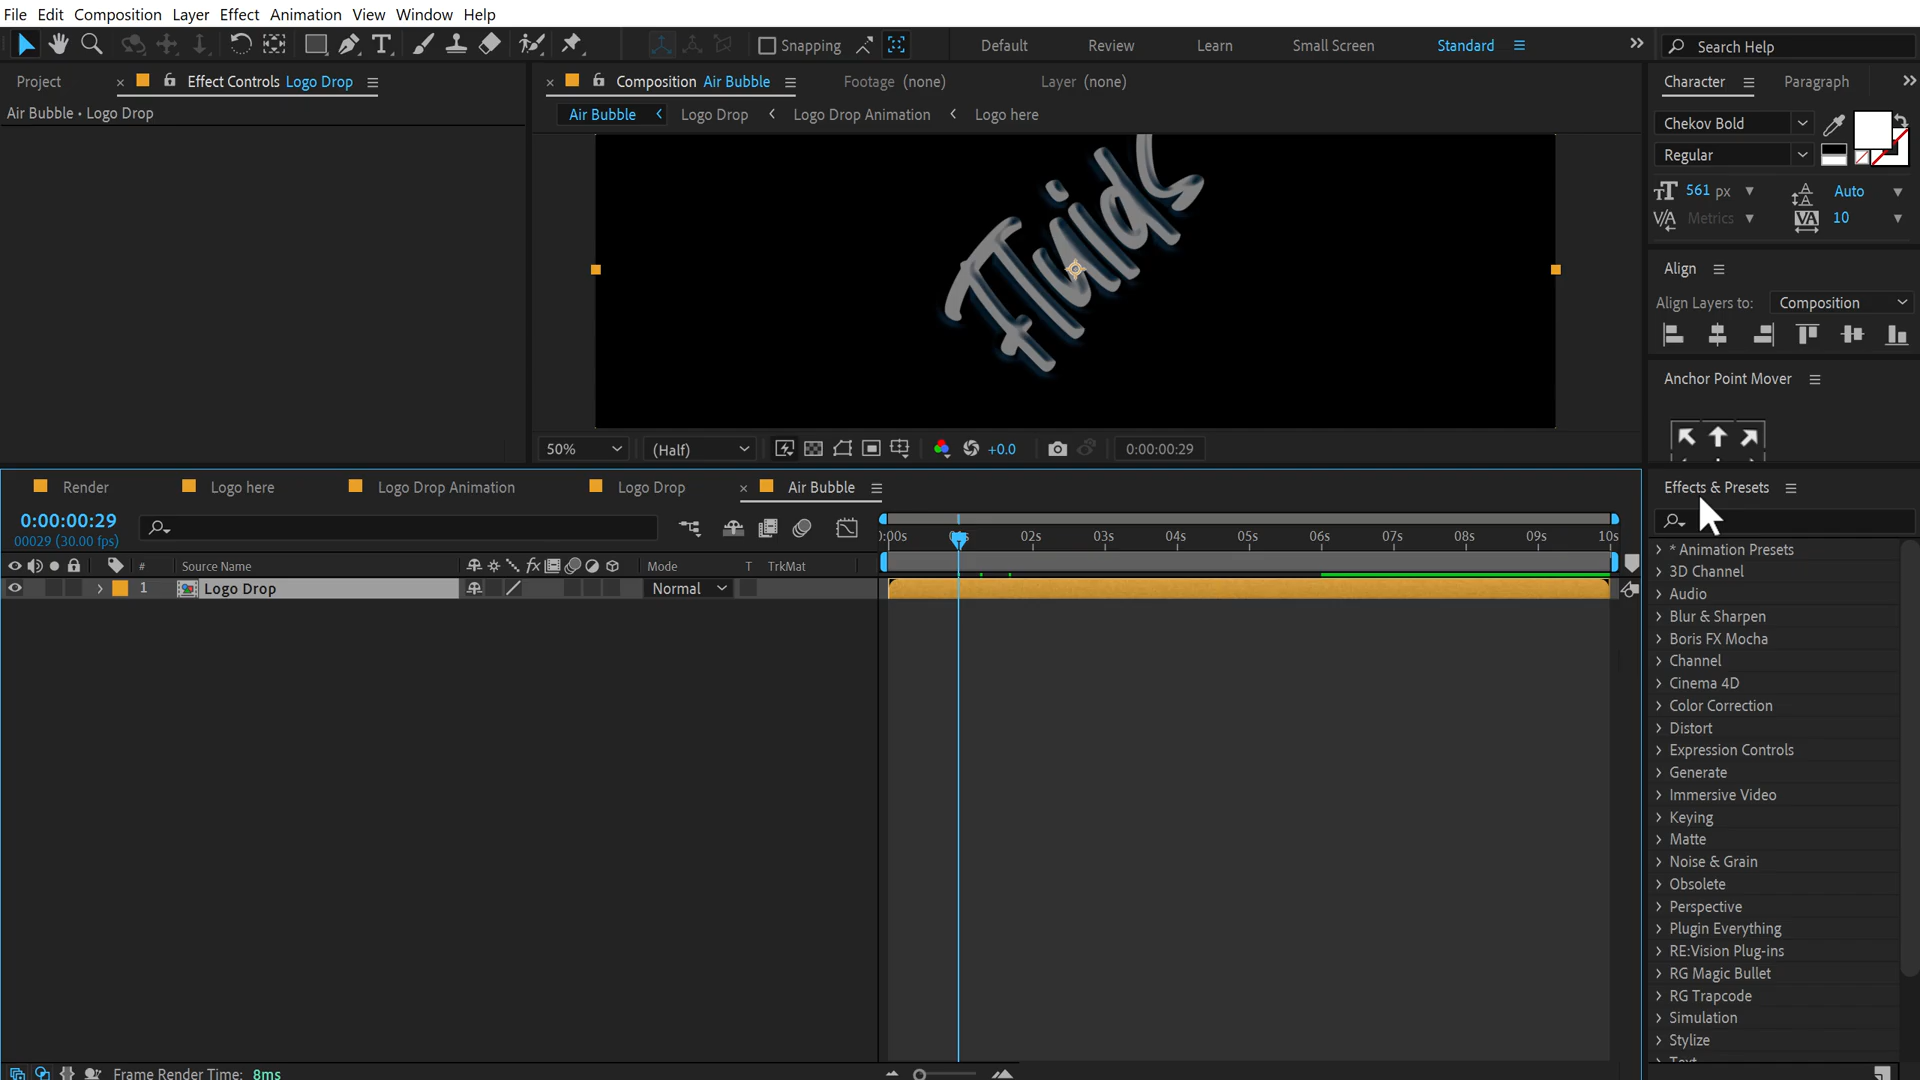 File Edit Composition Layer Effect Animation View Window Help
Snapping
Default Review Learn Small Screen Standard
Search Help
Project Effect Controls Logo Drop
Composition Air Bubble Footage (none) Layer (none)
Character Paragraph
Air Bubble • Logo Drop
Air Bubble Logo Drop Logo Drop Animation Logo here
Chekov Bold
Regular
561 px Auto
Metrics 10
Fluids
Align
Align Layers to: Composition
Anchor Point Mover
50% (Half) +0.0 0:00:00:29
Render Logo here Logo Drop Animation Logo Drop Air Bubble
Effects & Presets
0:00:00:29
00029 (30.00 fps)
):00s 02s 03s 04s 05s 06s 07s 08s 09s 10s
# Source Name Mode T TrkMat
1 Logo Drop Normal
* Animation Presets
3D Channel
Audio
Blur & Sharpen
Boris FX Mocha
Channel
Cinema 4D
Color Correction
Distort
Expression Controls
Generate
Immersive Video
Keying
Matte
Noise & Grain
Obsolete
Perspective
Plugin Everything
RE:Vision Plug-ins
RG Magic Bullet
RG Trapcode
Simulation
Stylize
Text
Frame Render Time: 8ms